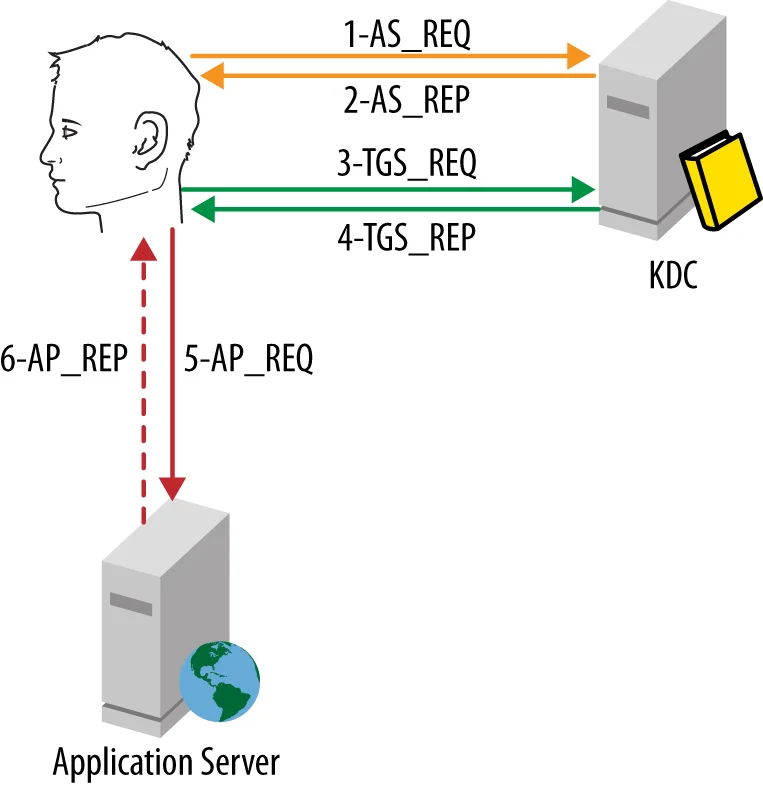 1-AS_REQ
2-AS_REP
3-TGS_REQ
4-TGS_REP
KDC
6-AP_REP
5-AP_REQ
Application Server